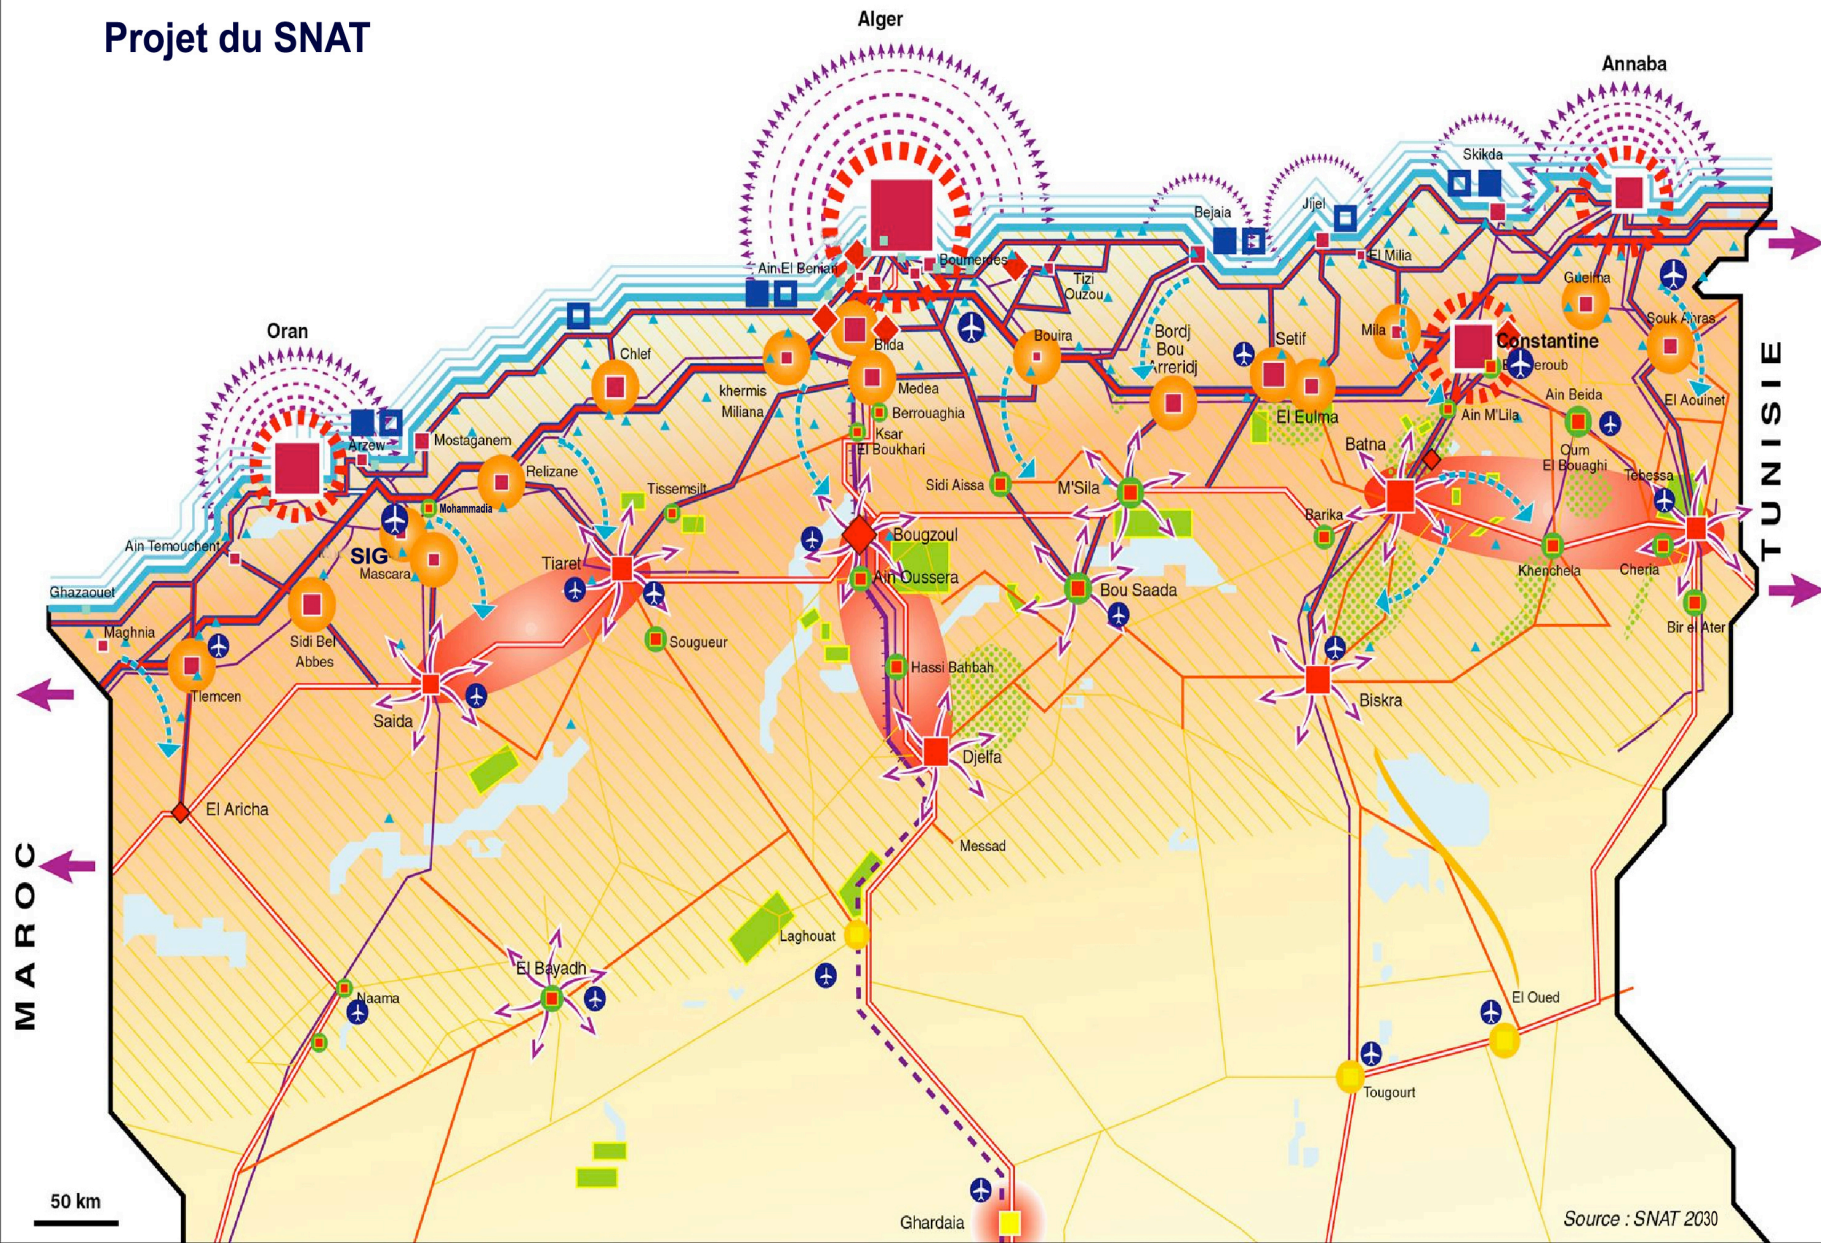 Projet du SNAT
Alger
Annaba
Skikda
Bejaia
Jijel
Ain El Benian
Boumerdes
El Milia
Tizi
Ouzou
Guelma
Oran
Souk Ahras
Bouira
Bordj
Bou
Arreridj
Setif
Mila
Constantine
Blida
Chlef
khermis
Miliana
Medea
Ain Beida
El Aouinet
TUNISIE
Berrouaghia
El Eulma
Ain M'Lila
Arzew
Mostaganem
Ksar
El Boukhari
Batna
Oum
El Bouaghi
Relizane
Tebessa
Tissemsilt
Sidi Aissa
M'Sila
Mohammadia
Barika
Ain Temouchent
SIG
Mascara
Tiaret
Bougzoul
Ain Oussera
Khenchela
Cheria
Ghazaouet
Bou Saada
Maghnia
Sidi Bel
Abbes
Sougueur
Bir el Ater
Hassi Bahbah
Tlemcen
Saida
Biskra
Djelfa
El Aricha
Messad
MAROC
Laghouat
El Bayadh
Naama
El Oued
Tougourt
50 km
Ghardaia
Source : SNAT 2030